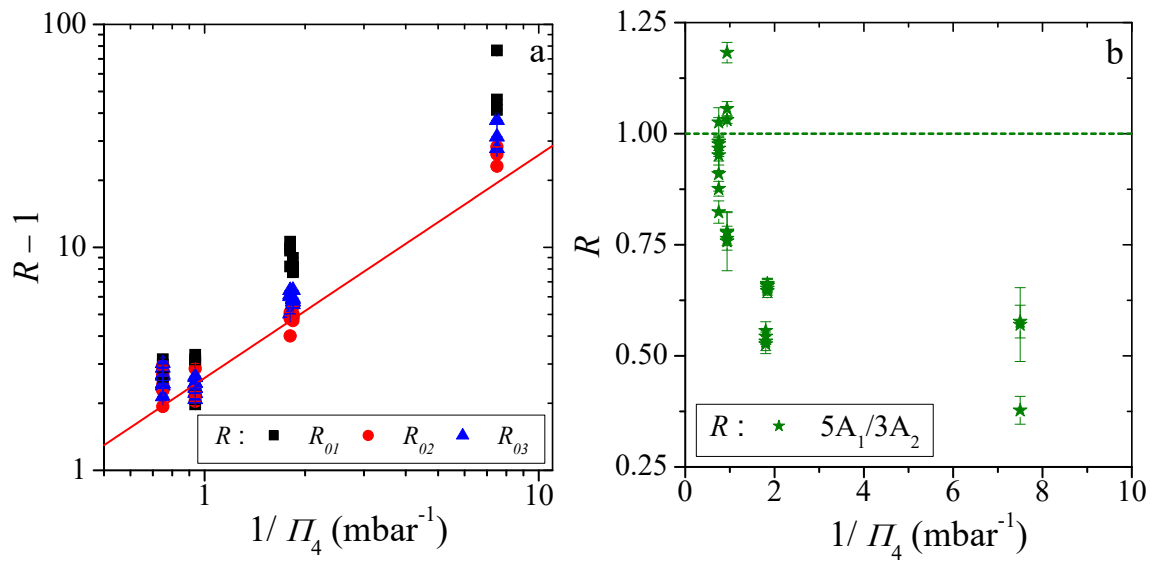 a
100
10
1
R – 1
R : R01 R02 R03
1 10
1/ Π4 (mbar-1)
b
1.25
1.00
0.75
0.50
0.25
R
R : 5A1/3A2
0 2 4 6 8 10
1/ Π4 (mbar-1)